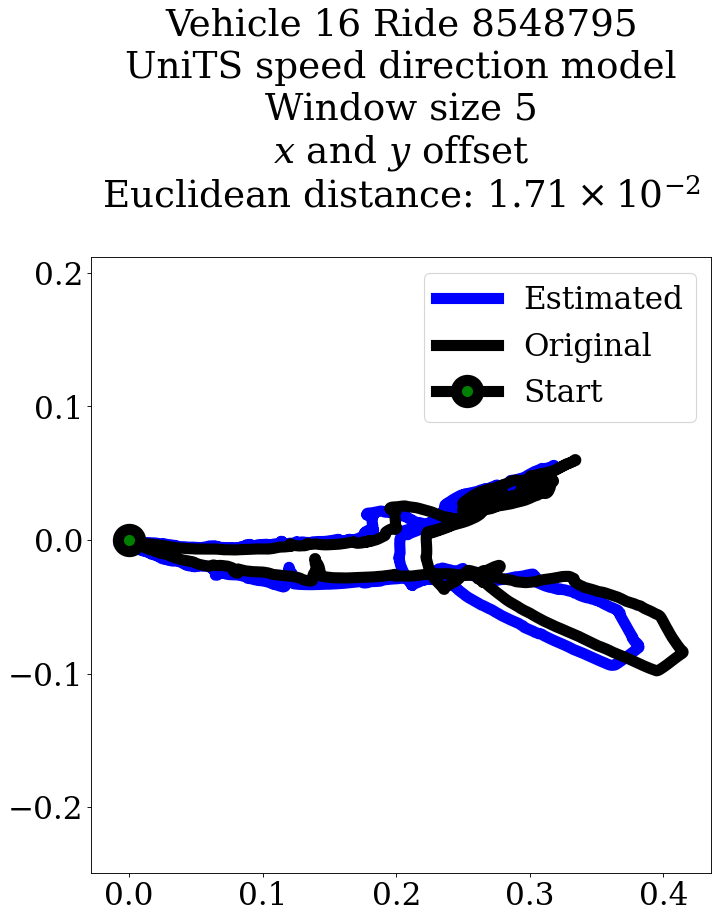 Vehicle 16 Ride 8548795
UniTS speed direction model
Window size 5
x and y offset
Euclidean distance: 1.71 × 10⁻²
Estimated
Original
Start
0.2
0.1
0.0
−0.1
−0.2
0.0 0.1 0.2 0.3 0.4